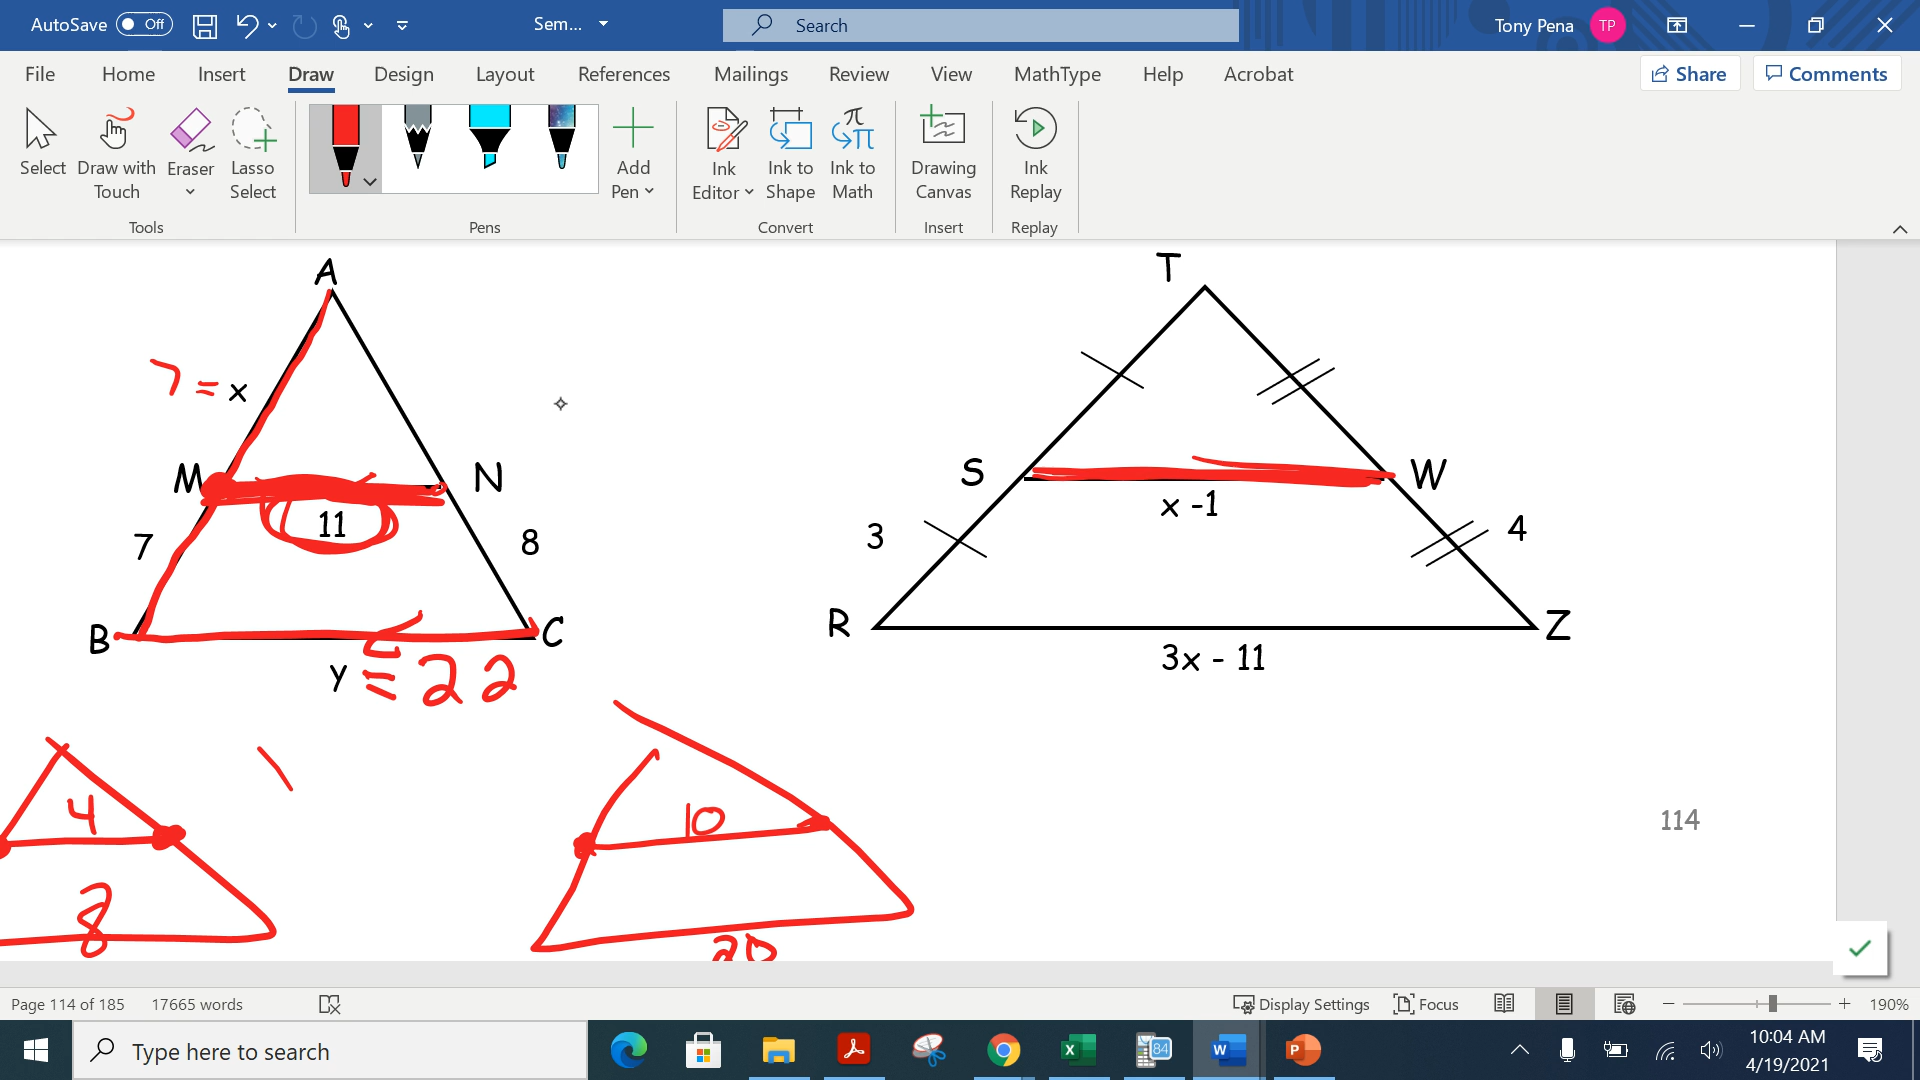 AutoSave Off Sem... Search Tony Pena TP
File Home Insert Draw Design Layout References Mailings Review View MathType Help Acrobat Share Comments
Select Draw with Touch Eraser Lasso Select Add Pen Ink Editor Ink to Shape Ink to Math Drawing Canvas Ink Replay
π π
Tools Pens Convert Insert Replay
A T
7 = x
M N S W
11 x -1
7 8 3 4
B C R Z
y = 22 3x - 11
4 10
114
8 20
Page 114 of 185 17665 words Display Settings Focus 190%
Type here to search 84 10:04 AM
4/19/2021